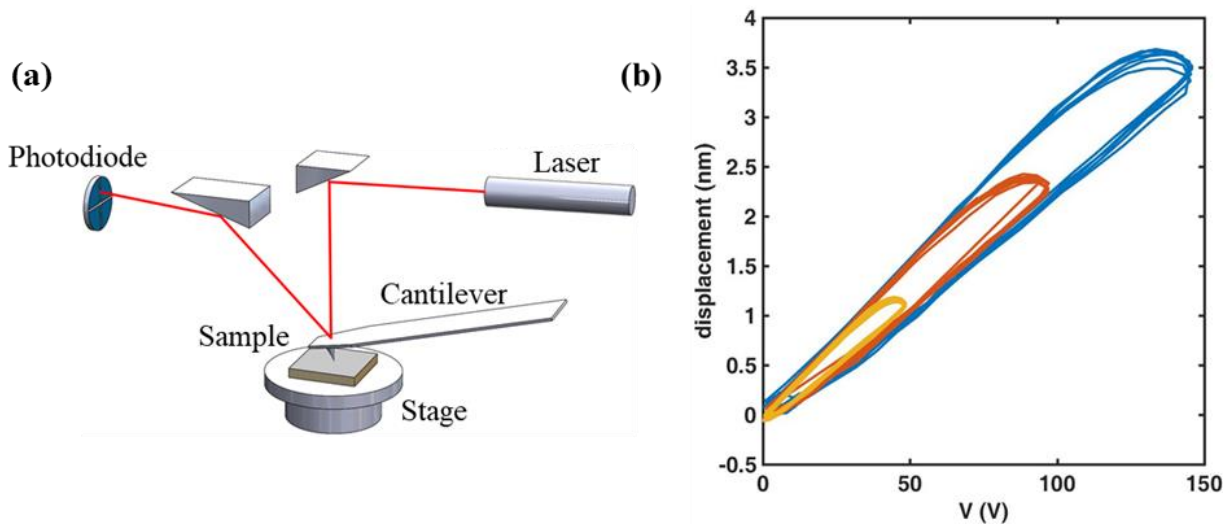 (a)
Photodiode
Laser
Cantilever
Sample
Stage
(b)
displacement (nm)
4
3.5
3
2.5
2
1.5
1
0.5
0
-0.5
0
50
100
150
V (V)